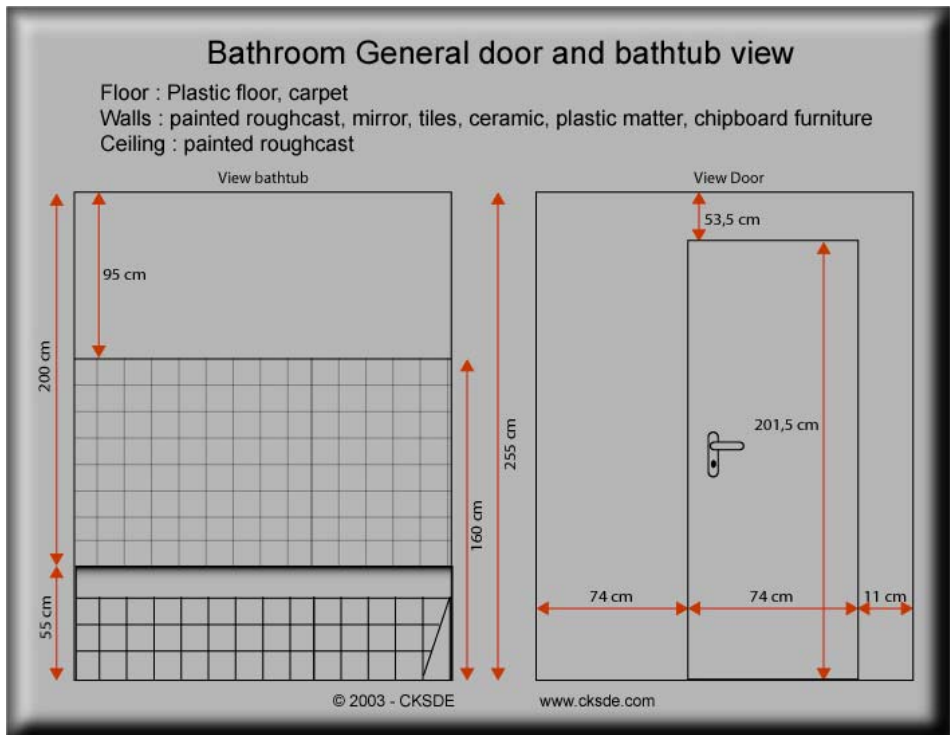 Bathroom General door and bathtub view
Floor : Plastic floor, carpet
Walls : painted roughcast, mirror, tiles, ceramic, plastic matter, chipboard furniture
Ceiling : painted roughcast
View bathtub
95 cm
200 cm
160 cm
55 cm
255 cm
View Door
53,5 cm
201,5 cm
74 cm
74 cm
11 cm
© 2003 - CKSDE
www.cksde.com